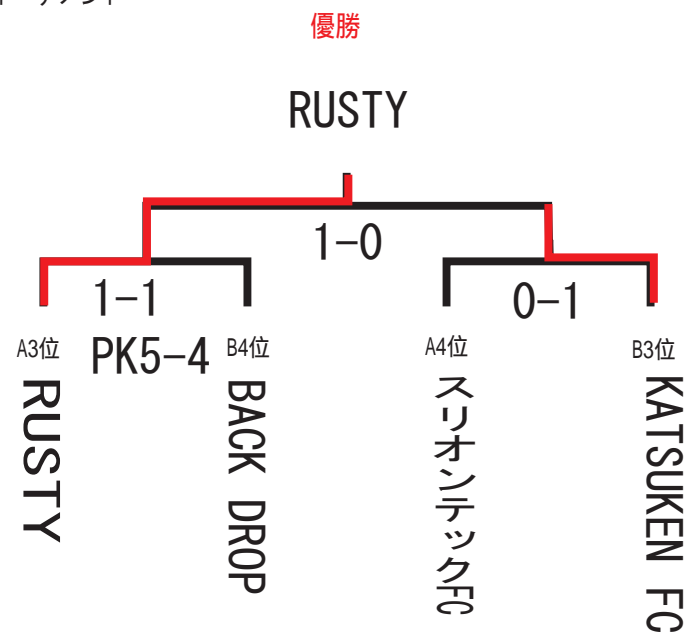 優勝
RUSTY
1-0
1-1
0-1
PK5-4
A3位
B4位
A4位
B3位
RUSTY
BACK DROP
スリオンテックFC
KATSUKEN FC